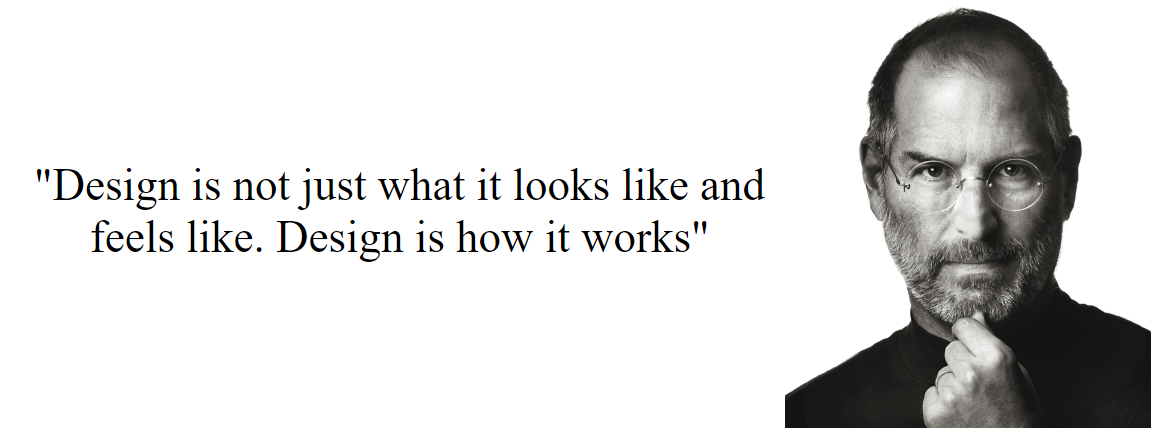 "Design is not just what it looks like and
feels like. Design is how it works"